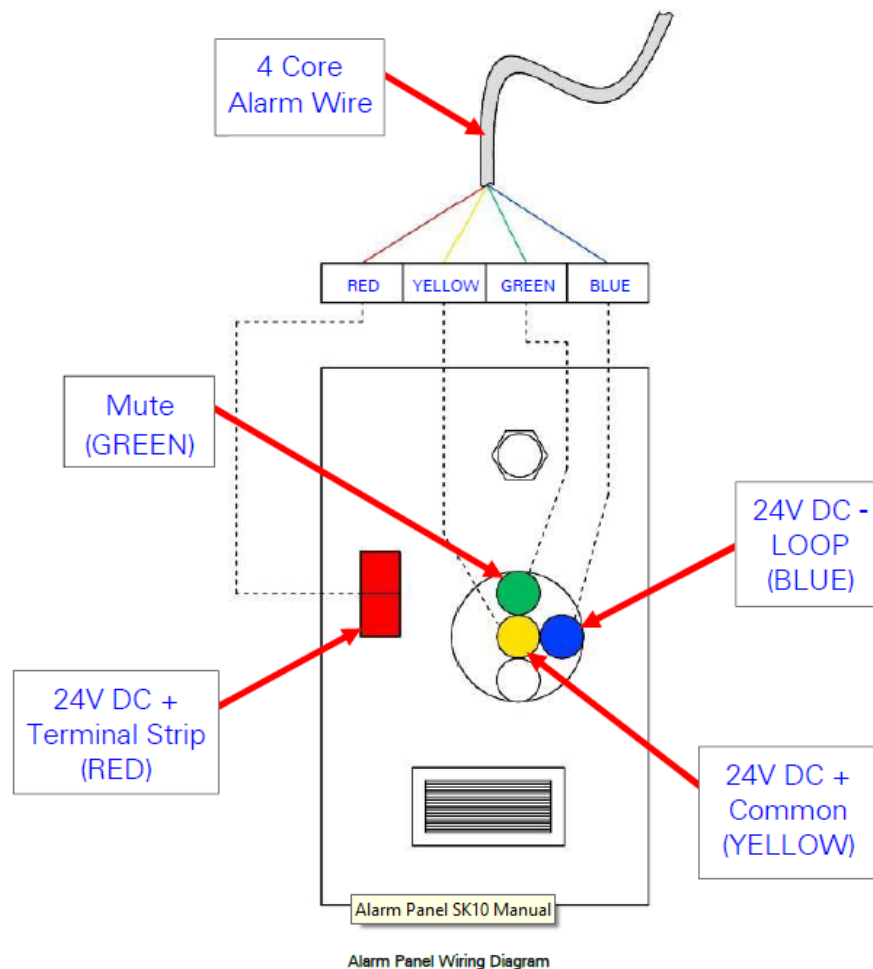 4 Core
Alarm Wire
RED
YELLOW
GREEN
BLUE
Mute
(GREEN)
24V DC -
LOOP
(BLUE)
24V DC +
Terminal Strip
(RED)
24V DC +
Common
(YELLOW)
Alarm Panel SK10 Manual
Alarm Panel Wiring Diagram